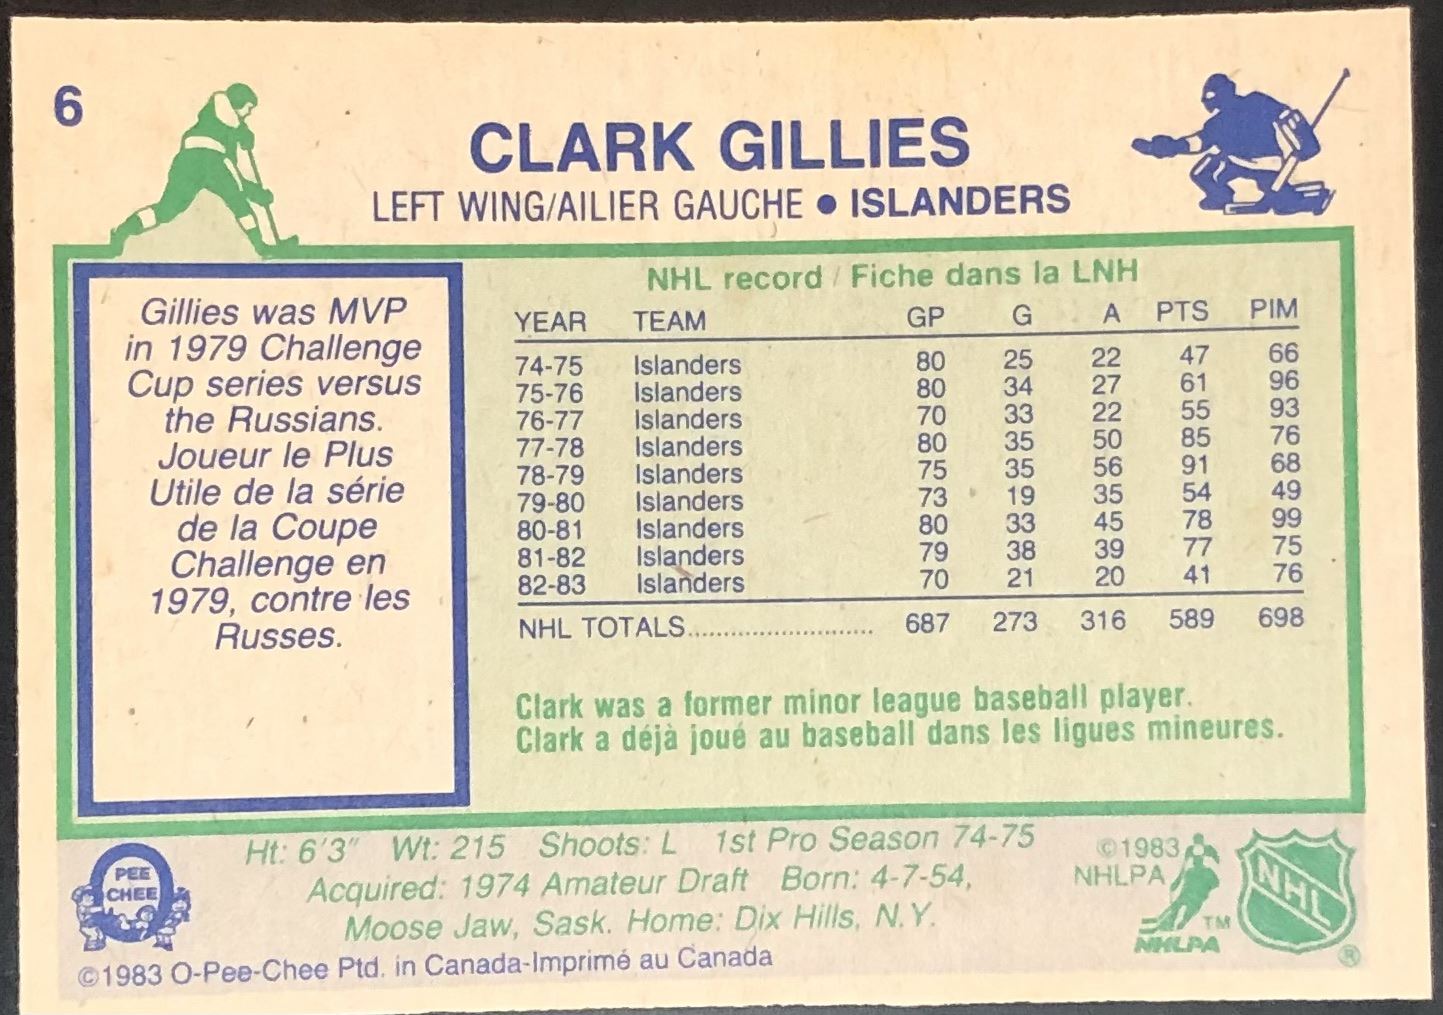 6
CLARK GILLIES
LEFT WING/AILIER GAUCHE • ISLANDERS
Gillies was MVP
in 1979 Challenge
Cup series versus
the Russians.
Joueur le Plus
Utile de la série
de la Coupe
Challenge en
1979, contre les
Russes.
NHL record / Fiche dans la LNH
YEAR TEAM GP G A PTS PIM
74-75 Islanders 80 25 22 47 66
75-76 Islanders 80 34 27 61 96
76-77 Islanders 70 33 22 55 93
77-78 Islanders 80 35 50 85 76
78-79 Islanders 75 35 56 91 68
79-80 Islanders 73 19 35 54 49
80-81 Islanders 80 33 45 78 99
81-82 Islanders 79 38 39 77 75
82-83 Islanders 70 21 20 41 76
NHL TOTALS.......................... 687 273 316 589 698
Clark was a former minor league baseball player.
Clark a déjà joué au baseball dans les ligues mineures.
Ht: 6'3" Wt: 215 Shoots: L 1st Pro Season 74-75
Acquired: 1974 Amateur Draft Born: 4-7-54,
Moose Jaw, Sask. Home: Dix Hills, N.Y.
©1983 O-Pee-Chee Ptd. in Canada-Imprimé au Canada
PEE
CHEE
©1983
NHLPA
TM
NHLPA
NHL
®